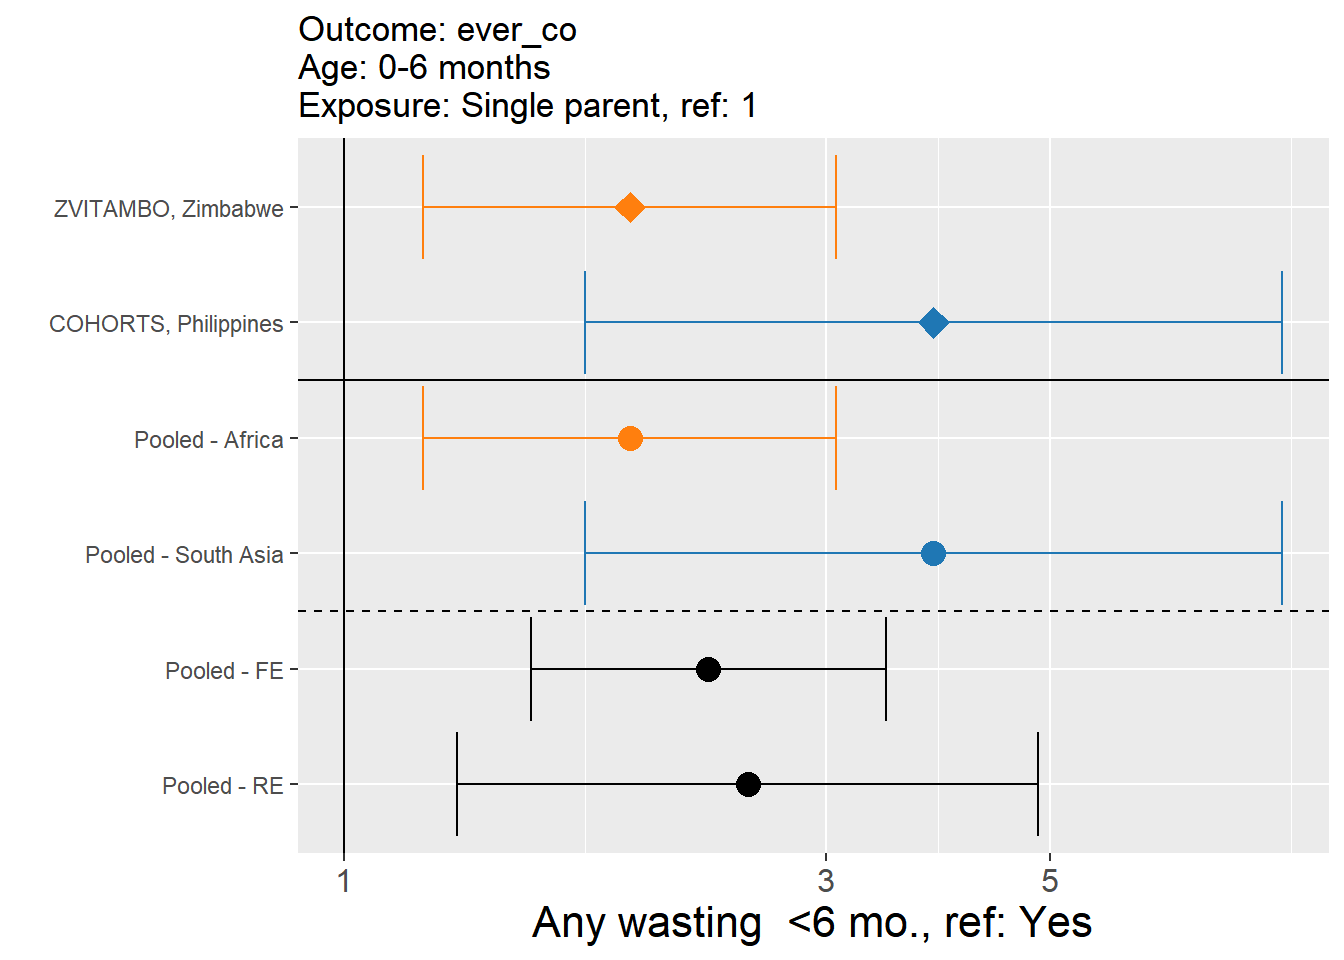 Outcome: ever_co
Age: 0-6 months
Exposure: Single parent, ref: 1
ZVITAMBO, Zimbabwe
COHORTS, Philippines
Pooled - Africa
Pooled - South Asia
Pooled - FE
Pooled - RE
1 3 5
Any wasting  <6 mo., ref: Yes